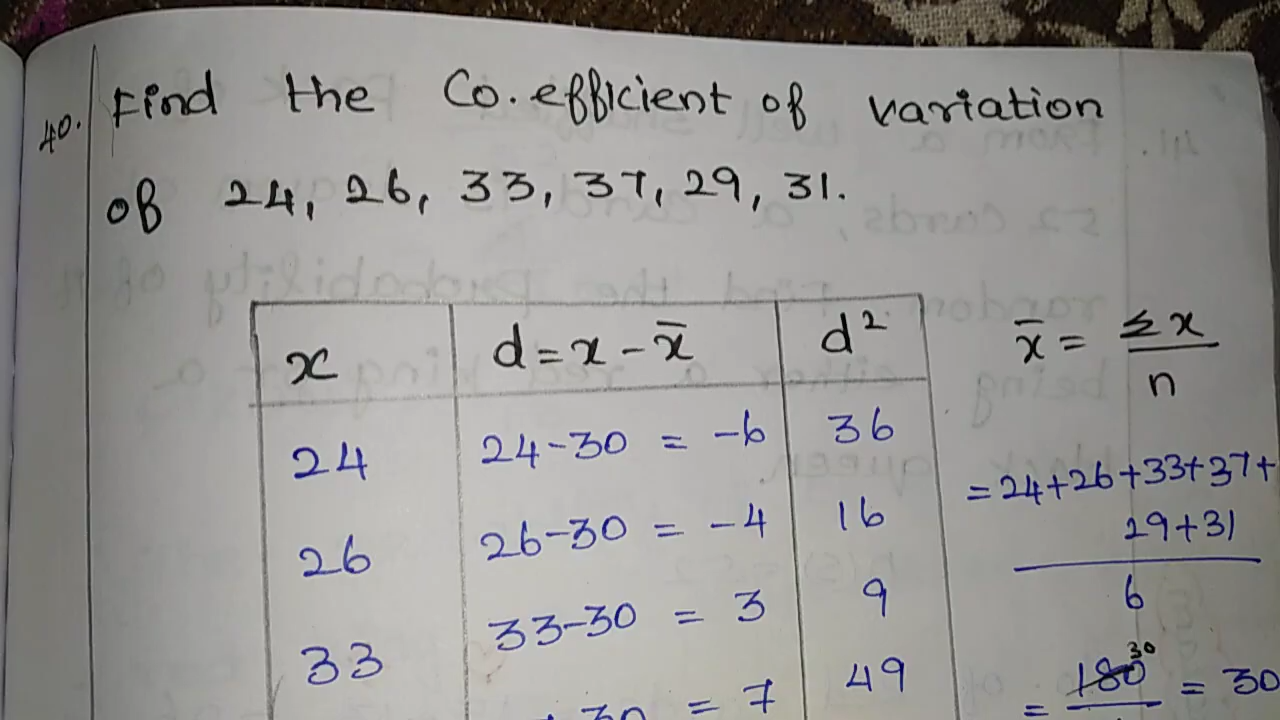 40. Find the Co.efficient of variation
of 24, 26, 33, 37, 29, 31.
x d = x - x̄ d²
24 24-30 = -6 36
26 26-30 = -4 16
33 33-30 = 3 9
30 = 7 49
x̄ = Σx
n
= 24+26+33+37+
29+31
6
30
= 180 = 30